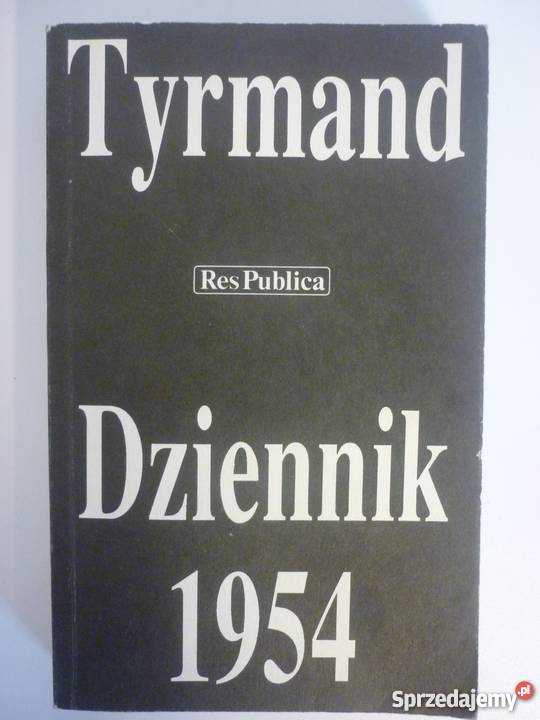 Tyrmand
Res Publica
Dziennik
1954
Sprzedajemy.pl